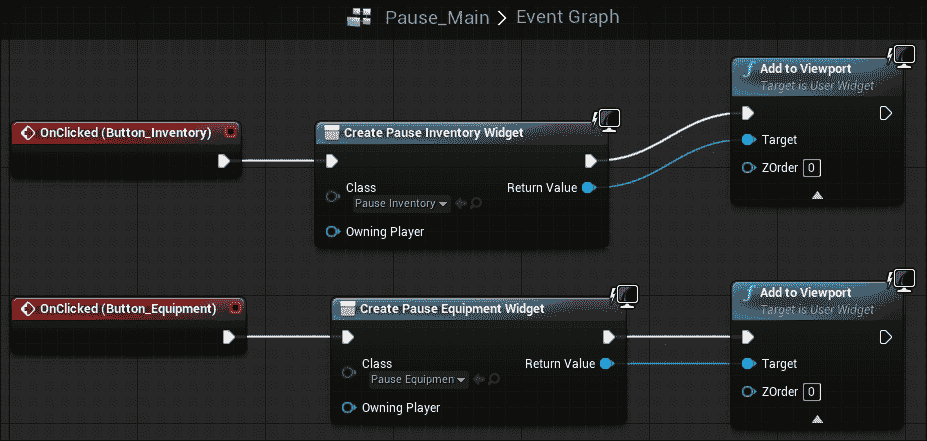 Pause_Main > Event Graph
OnClicked (Button_Inventory)
Create Pause Inventory Widget
Class
Pause Inventory
Return Value
Owning Player
Add to Viewport
Target is User Widget
Target
ZOrder 0
OnClicked (Button_Equipment)
Create Pause Equipment Widget
Class
Pause Equipmen
Return Value
Owning Player
Add to Viewport
Target is User Widget
Target
ZOrder 0